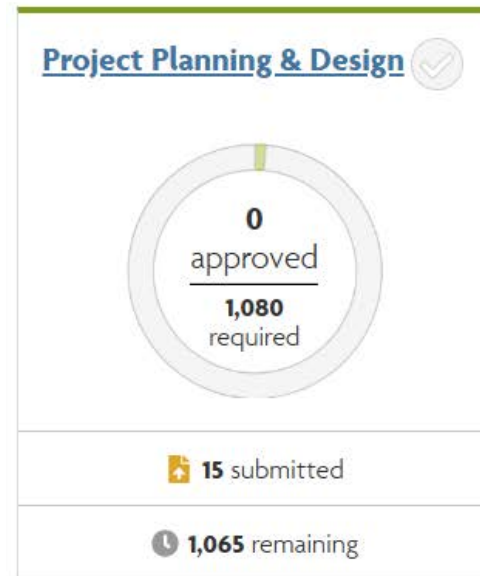 Project Planning & Design
0
approved
1,080
required
15 submitted
1,065 remaining